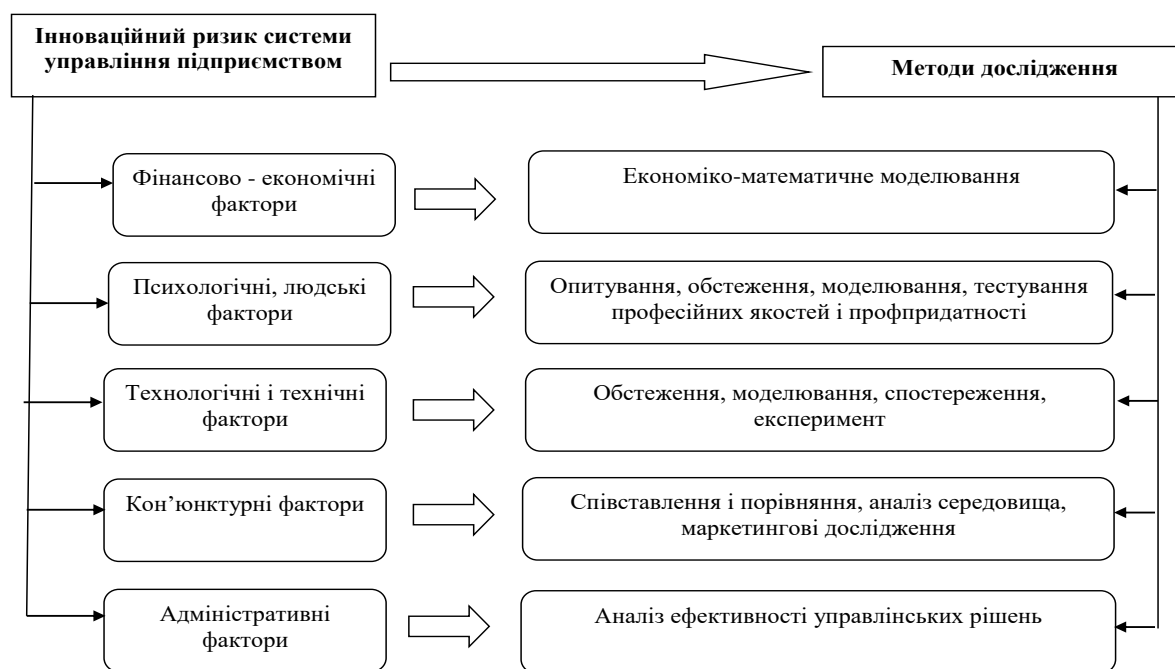 Інноваційний ризик системи
управління підприємством
Методи дослідження
Фінансово - економічні
фактори
Економіко-математичне моделювання
Психологічні, людські
фактори
Опитування, обстеження, моделювання, тестування
професійних якостей і профпридатності
Технологічні і технічні
фактори
Обстеження, моделювання, спостереження,
експеримент
Кон’юнктурні фактори
Співставлення і порівняння, аналіз середовища,
маркетингові дослідження
Адміністративні
фактори
Аналіз ефективності управлінських рішень